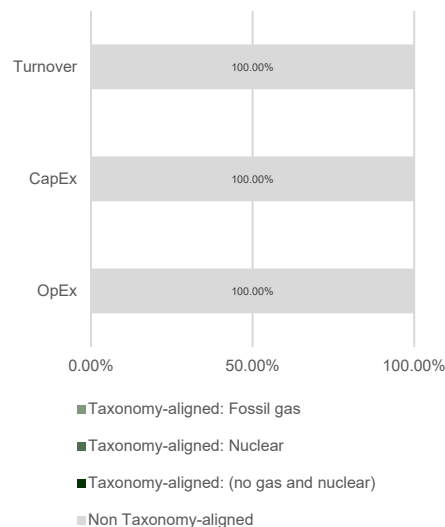 Turnover
100.00%
CapEx
100.00%
OpEx
100.00%
0.00% 50.00% 100.00%
Taxonomy-aligned: Fossil gas
Taxonomy-aligned: Nuclear
Taxonomy-aligned: (no gas and nuclear)
Non Taxonomy-aligned